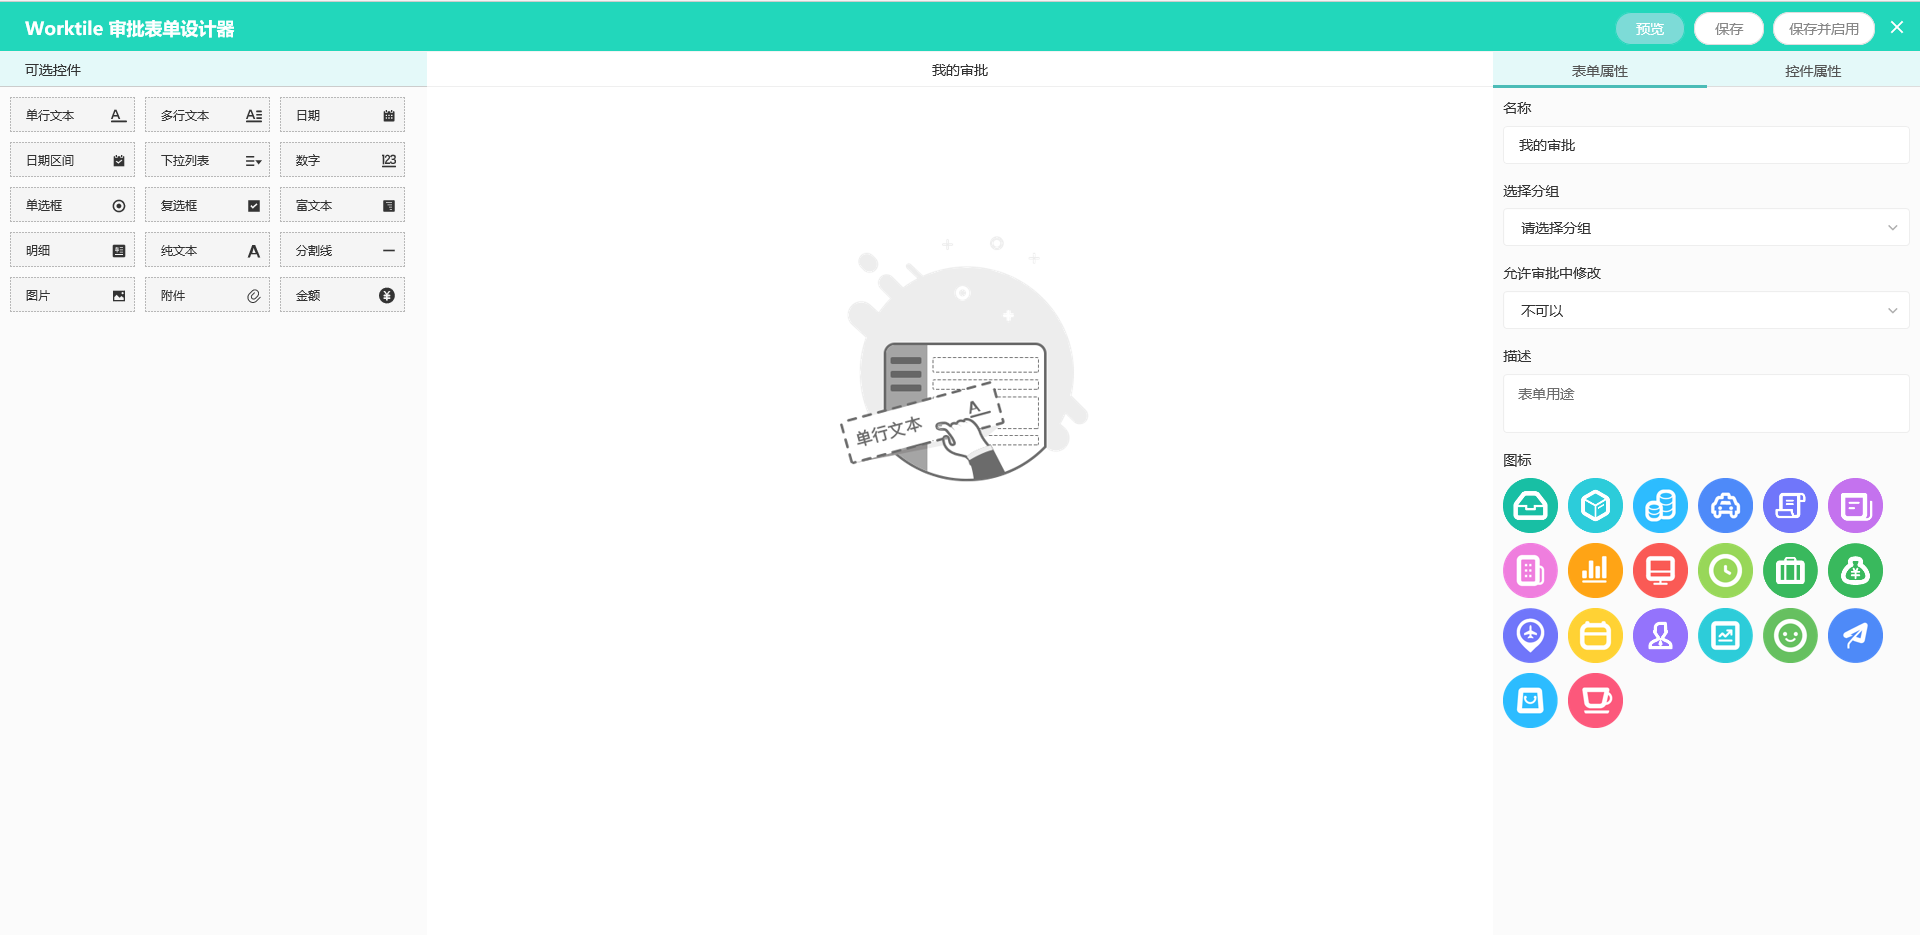 Worktile 审批表单设计器
预览 保存 保存并启用
可选控件
我的审批
表单属性 控件属性
单行文本 多行文本 日期
日期区间 下拉列表 数字
单选框 复选框 富文本
明细 纯文本 分割线
图片 附件 金额
单行文本 A
名称
我的审批
选择分组
请选择分组
允许审批中修改
不可以
描述
表单用途
图标